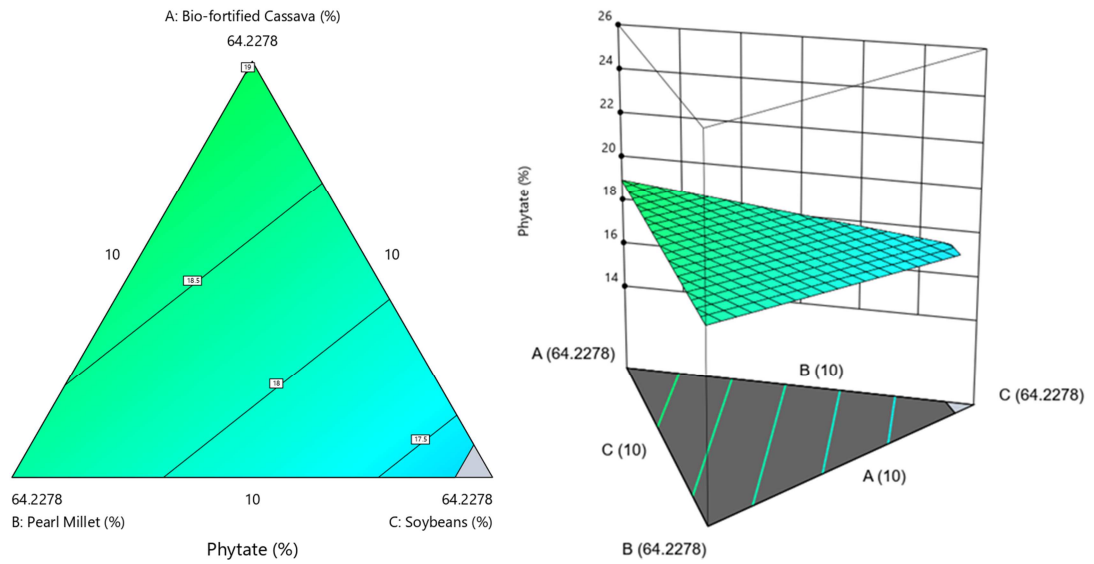 A: Bio-fortified Cassava (%)
64.2278
19
10
10
18.5
18
17.5
64.2278
10
64.2278
B: Pearl Millet (%)
C: Soybeans (%)
Phytate (%)
26
24
22
20
18
16
14
Phytate (%)
A (64.2278)
B (10)
C (64.2278)
C (10)
A (10)
B (64.2278)